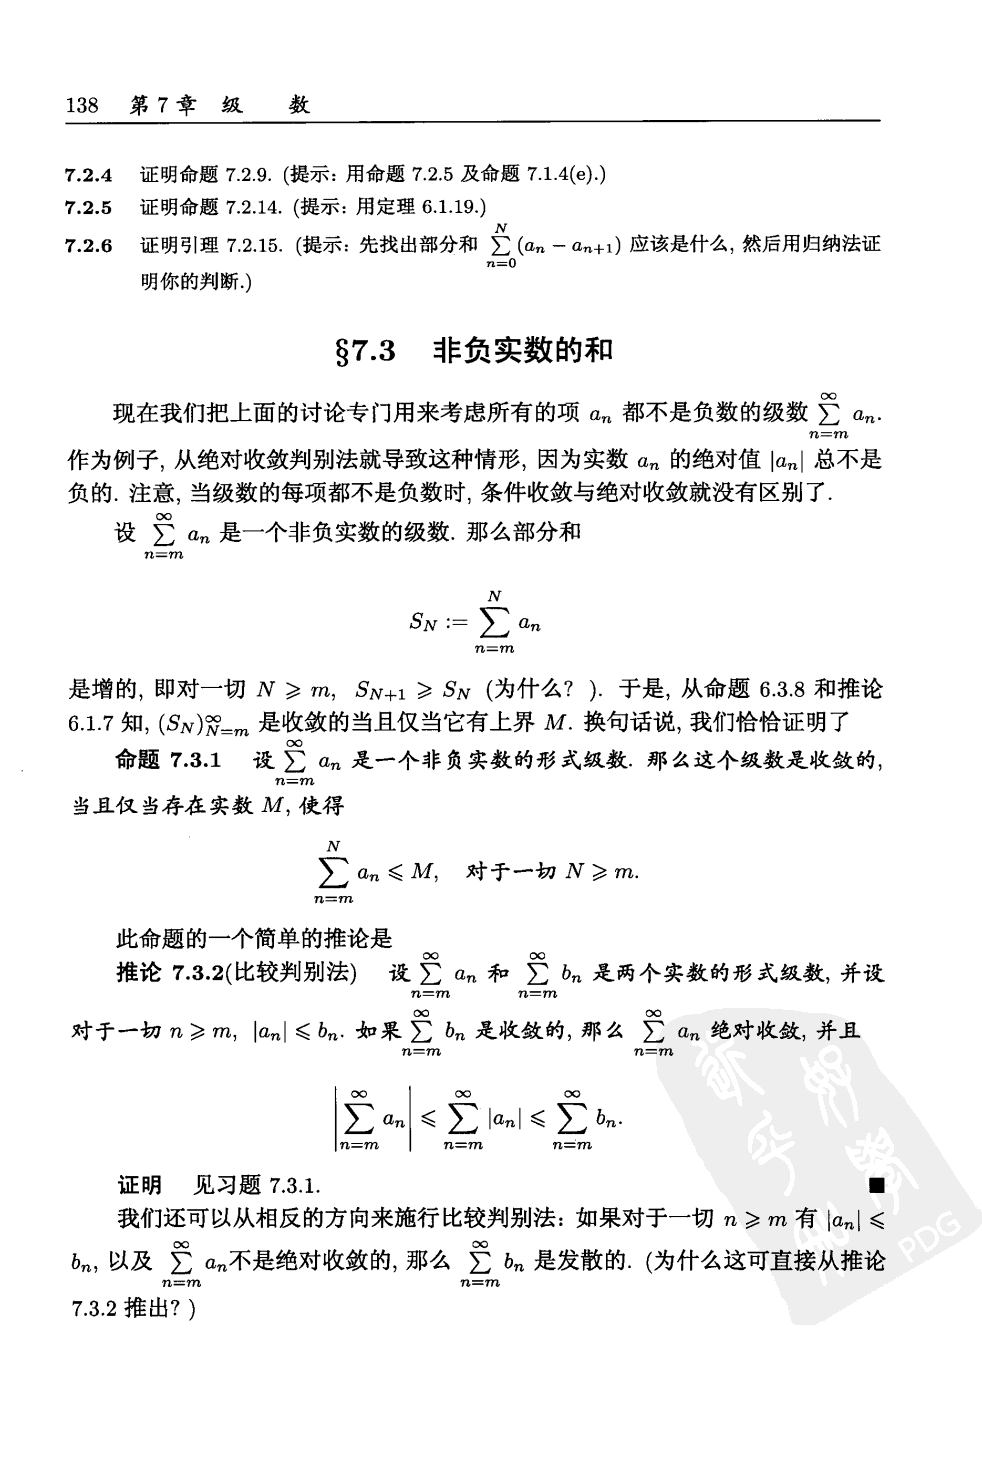 138 第 7 章 级 数
7.2.4 证明命题 7.2.9. (提示: 用命题 7.2.5 及命题 7.1.4(e).)
7.2.5 证明命题 7.2.14. (提示: 用定理 6.1.19.)
7.2.6 证明引理 7.2.15. (提示: 先找出部分和 $\sum_{n=0}^{N}(a_n-a_{n+1})$ 应该是什么, 然后用归纳法证
明你的判断.)
§7.3 非负实数的和
现在我们把上面的讨论专门用来考虑所有的项 $a_n$ 都不是负数的级数 $\sum_{n=m}^{\infty} a_n$.
作为例子, 从绝对收敛判别法就导致这种情形, 因为实数 $a_n$ 的绝对值 $|a_n|$ 总不是
负的. 注意, 当级数的每项都不是负数时, 条件收敛与绝对收敛就没有区别了.
设 $\sum_{n=m}^{\infty} a_n$ 是一个非负实数的级数. 那么部分和
$S_N := \sum_{n=m}^{N} a_n$
是增的, 即对一切 $N \geqslant m$, $S_{N+1} \geqslant S_N$ (为什么? ). 于是, 从命题 6.3.8 和推论
6.1.7 知, $(S_N)_{N=m}^{\infty}$ 是收敛的当且仅当它有上界 $M$. 换句话说, 我们恰恰证明了
命题 7.3.1 设 $\sum_{n=m}^{\infty} a_n$ 是一个非负实数的形式级数. 那么这个级数是收敛的,
当且仅当存在实数 $M$, 使得
$\sum_{n=m}^{N} a_n \leqslant M$, 对于一切 $N \geqslant m$.
此命题的一个简单的推论是
推论 7.3.2(比较判别法) 设 $\sum_{n=m}^{\infty} a_n$ 和 $\sum_{n=m}^{\infty} b_n$ 是两个实数的形式级数, 并设
对于一切 $n \geqslant m$, $|a_n| \leqslant b_n$. 如果 $\sum_{n=m}^{\infty} b_n$ 是收敛的, 那么 $\sum_{n=m}^{\infty} a_n$ 绝对收敛, 并且
$\left|\sum_{n=m}^{\infty} a_n\right| \leqslant \sum_{n=m}^{\infty} |a_n| \leqslant \sum_{n=m}^{\infty} b_n$.
证明 见习题 7.3.1. ■
我们还可以从相反的方向来施行比较判别法: 如果对于一切 $n \geqslant m$ 有 $|a_n| \leqslant$
$b_n$, 以及 $\sum_{n=m}^{\infty} a_n$不是绝对收敛的, 那么 $\sum_{n=m}^{\infty} b_n$ 是发散的. (为什么这可直接从推论
7.3.2 推出? )
PDG